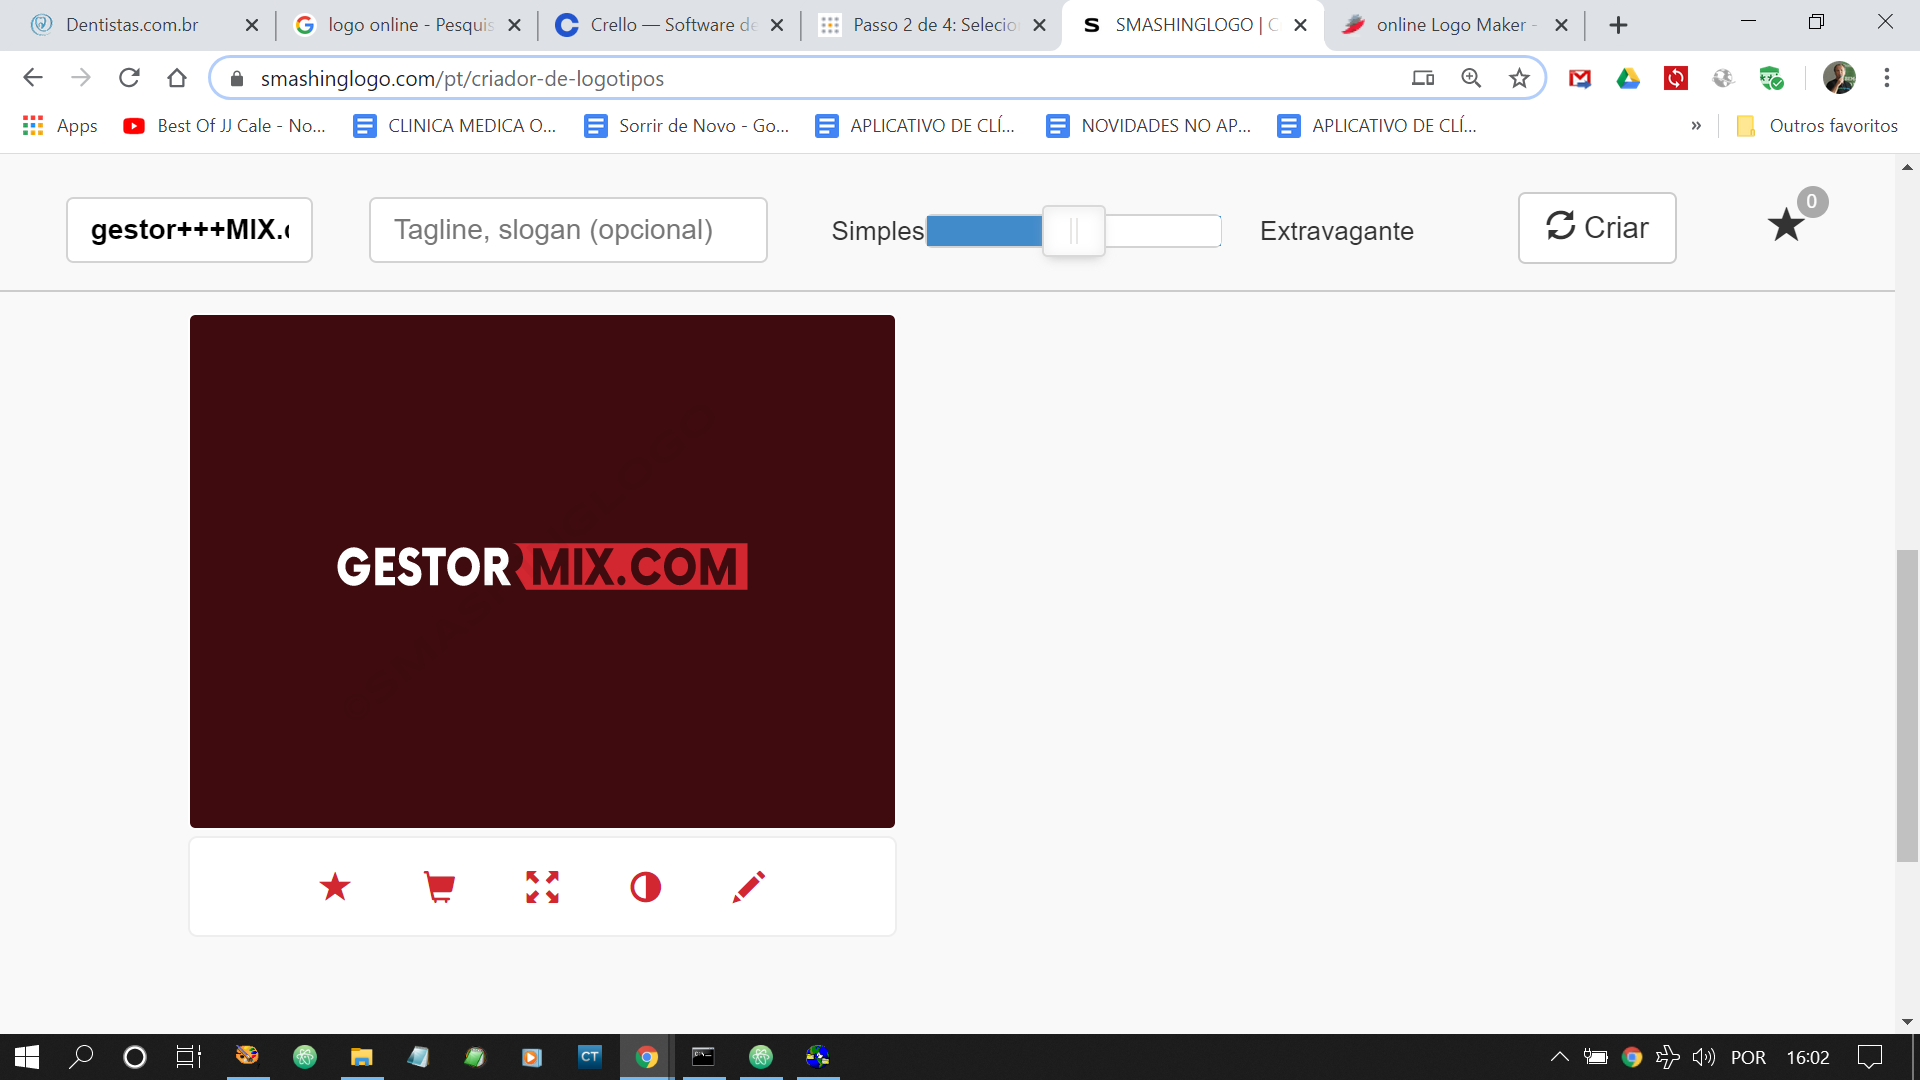 Dentistas.com.br
logo online - Pesquis
Crello — Software de
Passo 2 de 4: Selecio
SMASHINGLOGO | C
online Logo Maker -
smashinglogo.com/pt/criador-de-logotipos
Apps
Best Of JJ Cale - No...
CLINICA MEDICA O...
Sorrir de Novo - Go...
APLICATIVO DE CLÍ...
NOVIDADES NO AP...
APLICATIVO DE CLÍ...
»
Outros favoritos
gestor+++MIX.c
Tagline, slogan (opcional)
Simples
Extravagante
Criar
0
GESTORMIX.COM
CT
POR
16:02